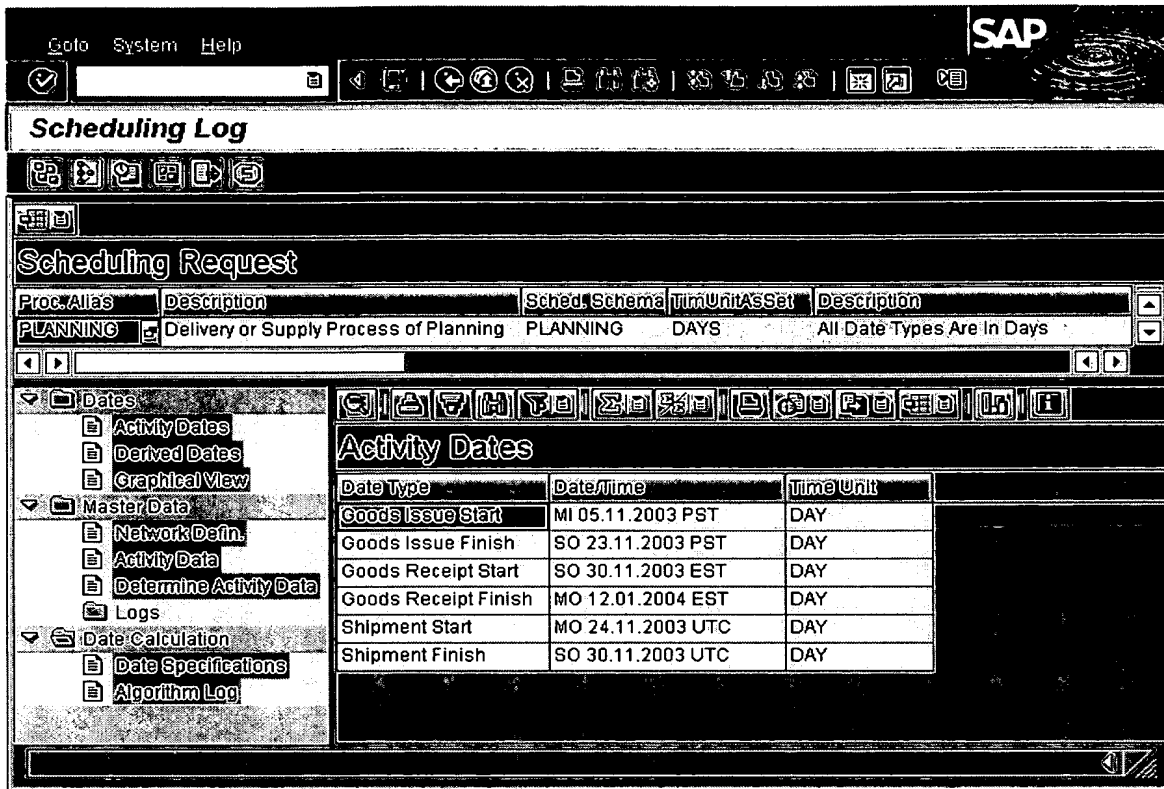 SAP
Goto System Help
Scheduling Log
Scheduling Request
Proc. Alias Description Sched. Schema TimUnitAsSet Description
PLANNING Delivery or Supply Process of Planning PLANNING DAYS All Date Types Are In Days
Dates
Activity Dates
Derived Dates
Graphical View
Master Data
Network Defin.
Activity Data
Determine Activity Data
Logs
Date Calculation
Date Specifications
Algorithm Log
Activity Dates
Date Type Date/Time Time Unit
Goods Issue Start MI 05.11.2003 PST DAY
Goods Issue Finish SO 23.11.2003 PST DAY
Goods Receipt Start SO 30.11.2003 EST DAY
Goods Receipt Finish MO 12.01.2004 EST DAY
Shipment Start MO 24.11.2003 UTC DAY
Shipment Finish SO 30.11.2003 UTC DAY